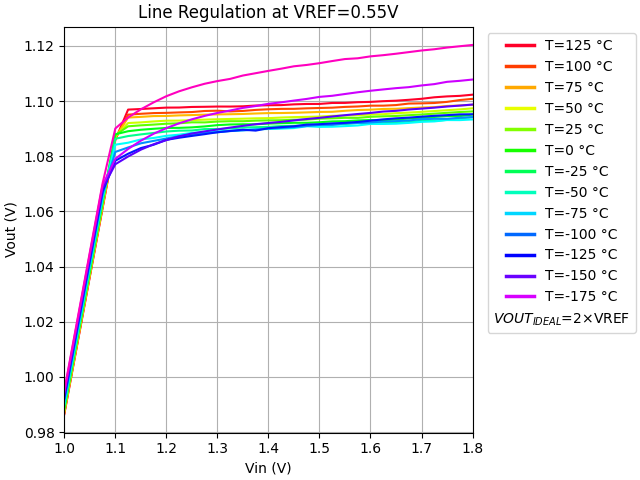 Line Regulation at VREF=0.55V
Vout (V)
1.12
1.10
1.08
1.06
1.04
1.02
1.00
0.98
1.0 1.1 1.2 1.3 1.4 1.5 1.6 1.7 1.8
Vin (V)
T=125 °C
T=100 °C
T=75 °C
T=50 °C
T=25 °C
T=0 °C
T=-25 °C
T=-50 °C
T=-75 °C
T=-100 °C
T=-125 °C
T=-150 °C
T=-175 °C
VOUT_IDEAL=2×VREF